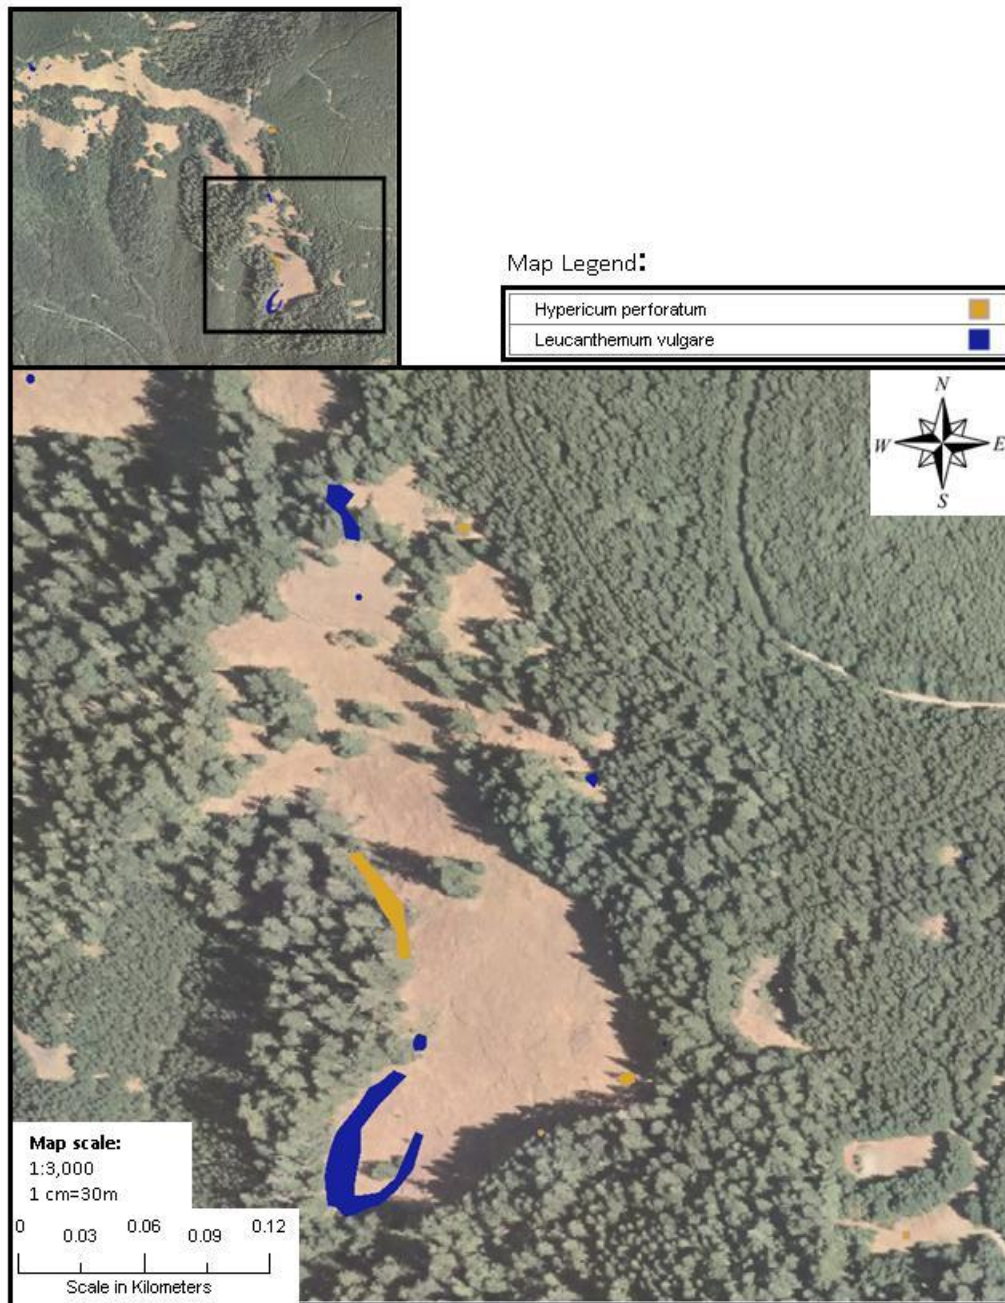 Map Legend:
Hypericum perforatum
Leucanthemum vulgare
N
W E
S
Map scale:
1:3,000
1 cm=30m
0 0.03 0.06 0.09 0.12
Scale in Kilometers